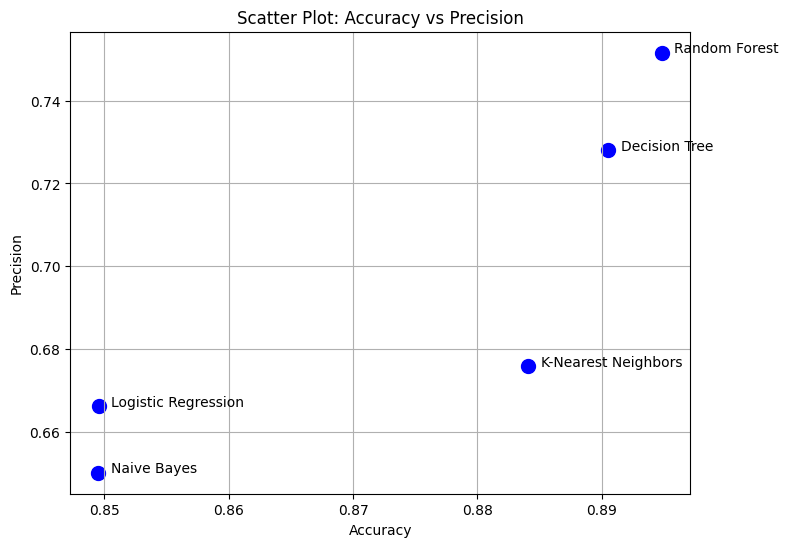 Scatter Plot: Accuracy vs Precision
Random Forest
0.74
Decision Tree
0.72
Precision
0.70
0.68
K-Nearest Neighbors
Logistic Regression
0.66
Naive Bayes
0.85 0.86 0.87 0.88 0.89
Accuracy